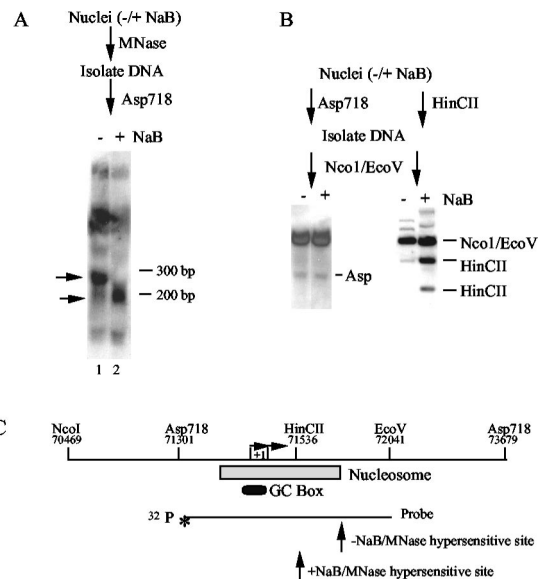 A
Nuclei (-/+ NaB)
MNase
Isolate DNA
Asp718
- + NaB
300 bp
200 bp
1 2
B
Nuclei (-/+ NaB)
Asp718 HinCII
Isolate DNA
Nco1/EcoV
- + - + NaB
Nco1/EcoV
HinCII
Asp
HinCII
C
NcoI Asp718 HinCII EcoV Asp718
70469 71301 71536 72041 73679
+1
Nucleosome
GC Box
32 P * Probe
-NaB/MNase hypersensitive site
+NaB/MNase hypersensitive site